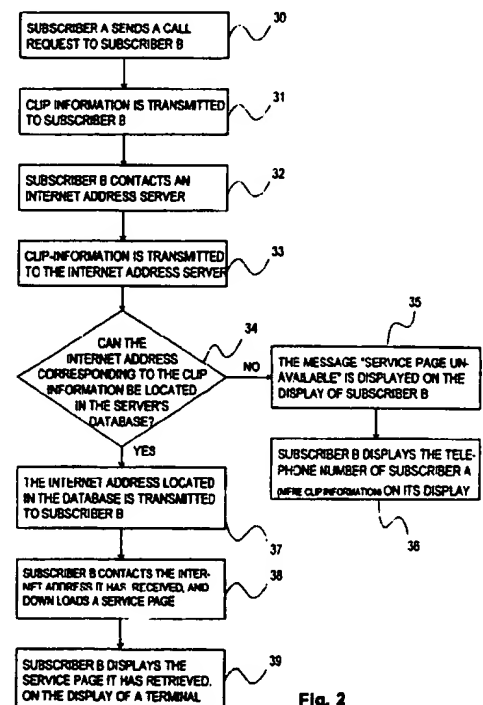 SUBSCRIBER A SENDS A CALL
REQUEST TO SUBSCRIBER B
30
CLIP INFORMATION IS TRANSMITTED
TO SUBSCRIBER B
31
SUBSCRIBER B CONTACTS AN
INTERNET ADDRESS SERVER
32
CLIP-INFORMATION IS TRANSMITTED
TO THE INTERNET ADDRESS SERVER
33
CAN THE
INTERNET ADDRESS
CORRESPONDING TO THE CLIP
INFORMATION BE LOCATED
IN THE SERVER'S
DATABASE?
34
NO
YES
35
THE MESSAGE "SERVICE PAGE UN-
AVAILABLE" IS DISPLAYED ON THE
DISPLAY OF SUBSCRIBER B
SUBSCRIBER B DISPLAYS THE TELE-
PHONE NUMBER OF SUBSCRIBER A
CLIP INFORMATION) ON ITS DISPLAY
36
THE INTERNET ADDRESS LOCATED
IN THE DATABASE IS TRANSMITTED
TO SUBSCRIBER B
37
SUBSCRIBER B CONTACTS THE INTER-
NET ADDRESS IT HAS RECEIVED, AND
DOWN LOADS A SERVICE PAGE
38
SUBSCRIBER B DISPLAYS THE
SERVICE PAGE IT HAS RETRIEVED,
ON THE DISPLAY OF A TERMINAL
39
Fig. 2